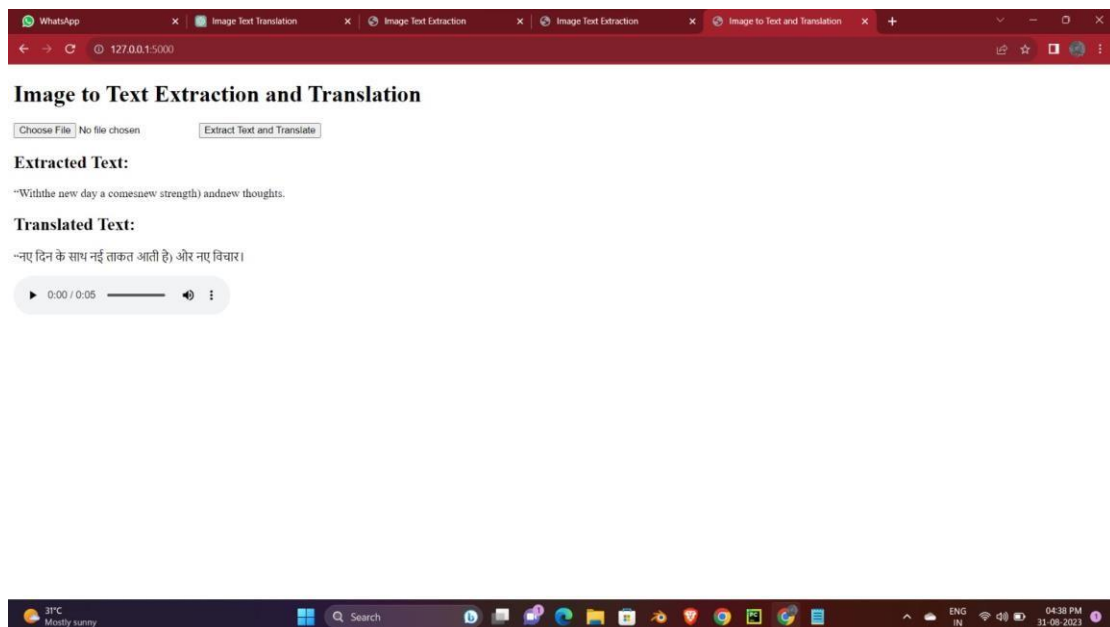 WhatsApp
Image Text Translation
Image Text Extraction
Image Text Extraction
Image to Text and Translation
127.0.0.1:5000
Image to Text Extraction and Translation
Choose File No file chosen Extract Text and Translate
Extracted Text:
“Withthe new day a comesnew strength) andnew thoughts.
Translated Text:
“नए दिन के साथ नई ताकत आती है) और नए विचार।
0:00 / 0:05
31°C
Mostly sunny
Search
ENG
IN
04:38 PM
31-08-2023